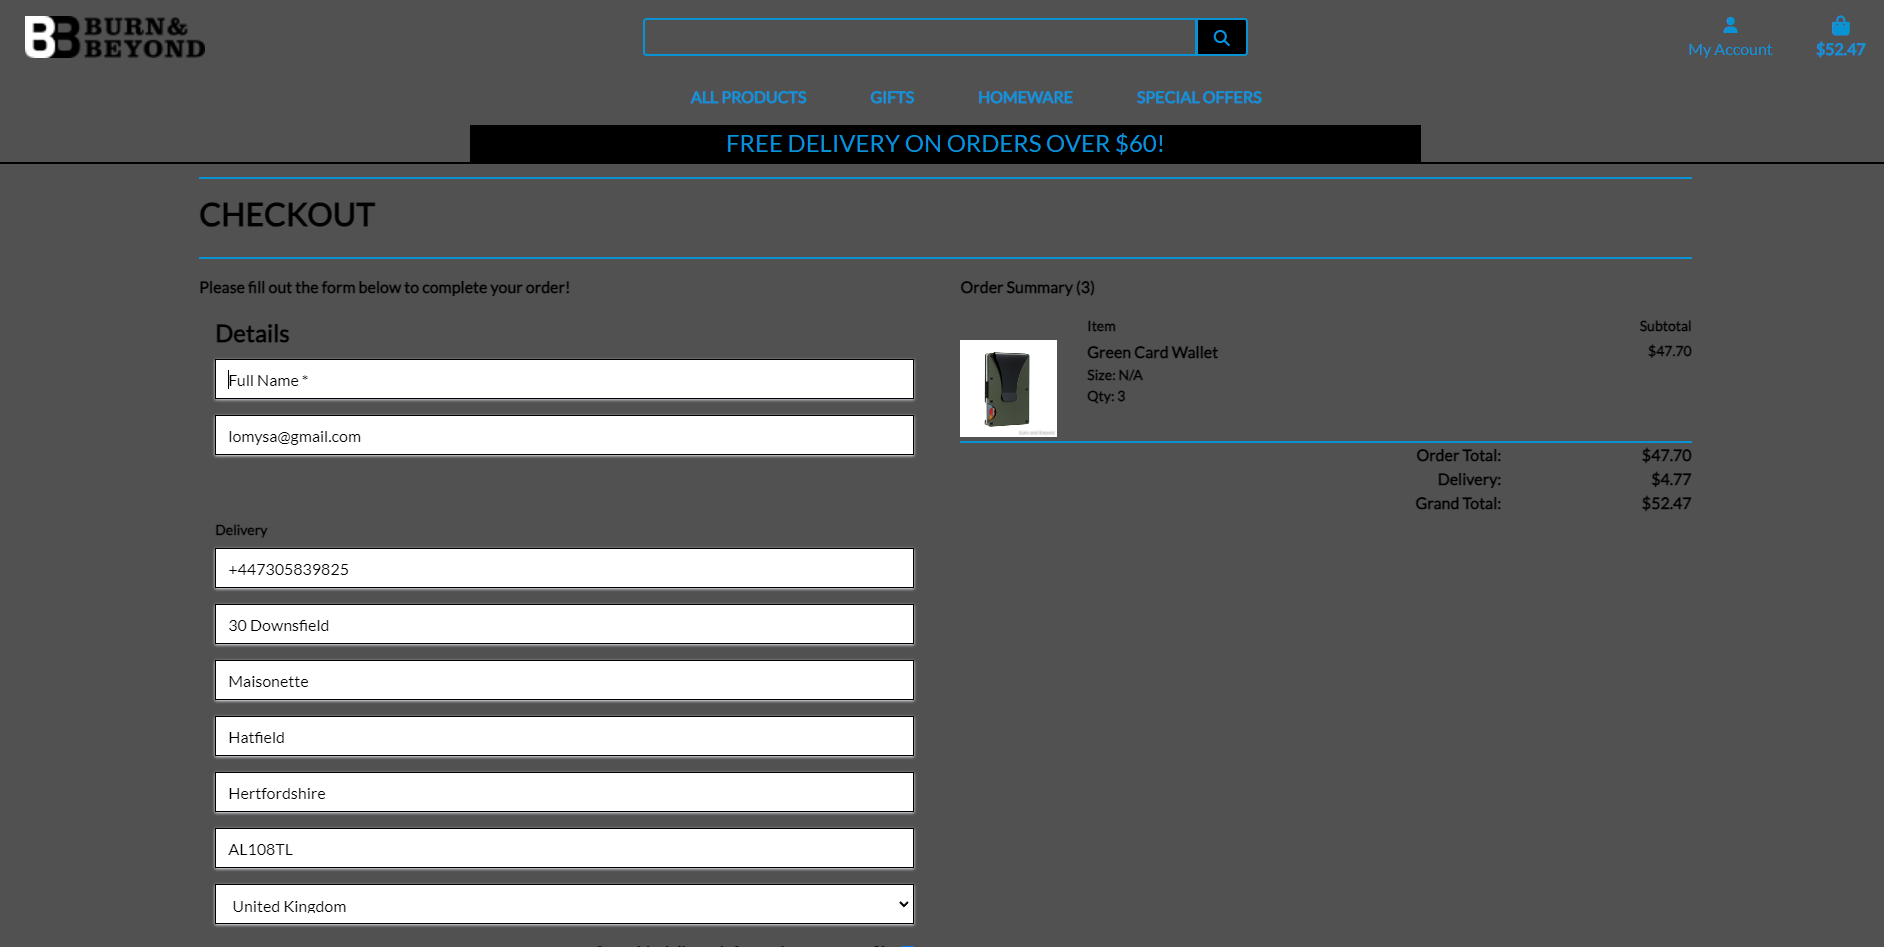 BB BURN&
BEYOND
My Account
$52.47
ALL PRODUCTS
GIFTS
HOMEWARE
SPECIAL OFFERS
FREE DELIVERY ON ORDERS OVER $60!
CHECKOUT
Please fill out the form below to complete your order!
Details
Full Name *
lomysa@gmail.com
Delivery
+447305839825
30 Downsfield
Maisonette
Hatfield
Hertfordshire
AL108TL
United Kingdom
Order Summary (3)
Item Subtotal
Green Card Wallet $47.70
Size: N/A
Qty: 3
Order Total: $47.70
Delivery: $4.77
Grand Total: $52.47